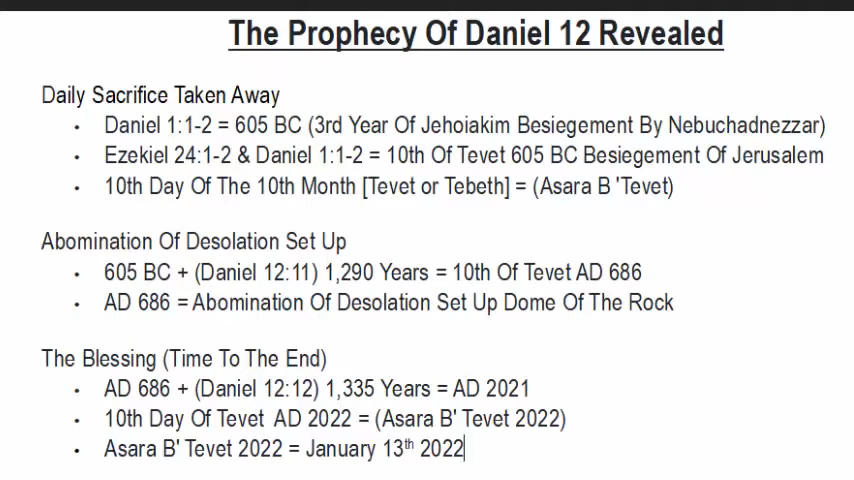 The Prophecy Of Daniel 12 Revealed
Daily Sacrifice Taken Away
• Daniel 1:1-2 = 605 BC (3rd Year Of Jehoiakim Besiegement By Nebuchadnezzar)
• Ezekiel 24:1-2 & Daniel 1:1-2 = 10th Of Tevet 605 BC Besiegement Of Jerusalem
• 10th Day Of The 10th Month [Tevet or Tebeth] = (Asara B 'Tevet)
Abomination Of Desolation Set Up
• 605 BC + (Daniel 12:11) 1,290 Years = 10th Of Tevet AD 686
• AD 686 = Abomination Of Desolation Set Up Dome Of The Rock
The Blessing (Time To The End)
• AD 686 + (Daniel 12:12) 1,335 Years = AD 2021
• 10th Day Of Tevet AD 2022 = (Asara B' Tevet 2022)
• Asara B' Tevet 2022 = January 13th 2022